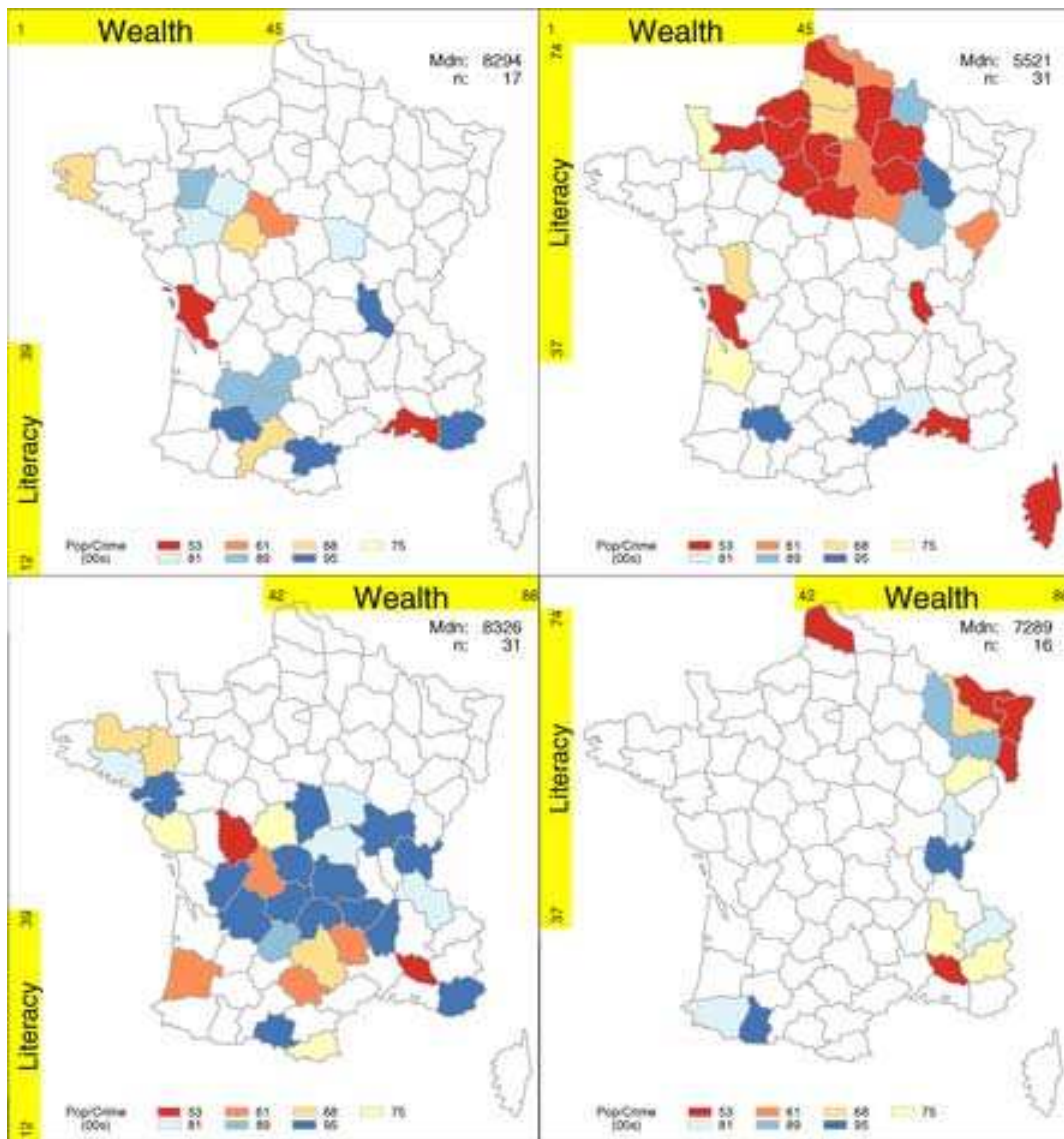 1 Wealth 45
Mdn: 8294
n: 17
39
Literacy
12
Pop/Crime
(00s)
53 61 68 75
81 89 95
1 Wealth 45
74
Mdn: 5521
n: 31
Literacy
37
Pop/Crime
(00s)
53 61 68 75
81 89 95
42 Wealth 86
Mdn: 8326
n: 31
39
Literacy
12
Pop/Crime
(00s)
53 61 68 75
81 89 95
42 Wealth
74
Mdn: 7289
n: 16
Literacy
37
Pop/Crime
(00s)
53 61 68 75
81 89 95